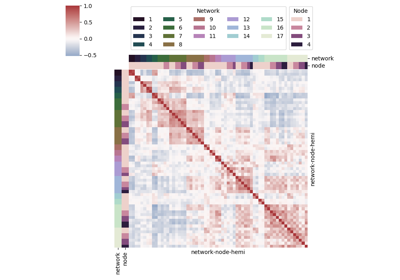 1.0
0.5
0.0
−0.5
Network
1 5 9 12 15
2 6 10 13 16
3 7 11 14 17
4 8
Node
1
2
3
4
network
node
network-node-hemi
network-node-hemi
network
node